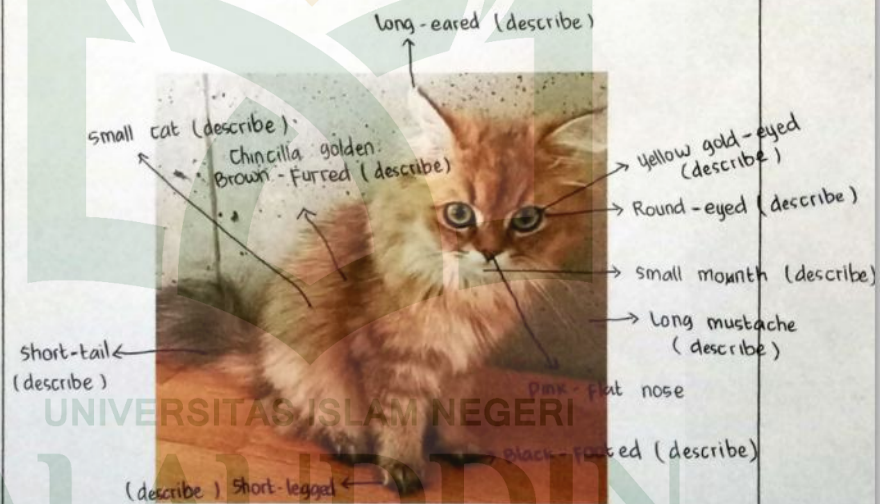 long-eared (describe)
small cat (describe)
Chincilla golden
Brown-Furred (describe)
Yellow gold-eyed
(describe)
Round-eyed (describe)
small mounth (describe)
Long mustache
(describe)
short-tail
(describe)
Pink-flat nose
UNIVERSITAS ISLAM NEGERI
Black-footed (describe)
(describe) Short-legged